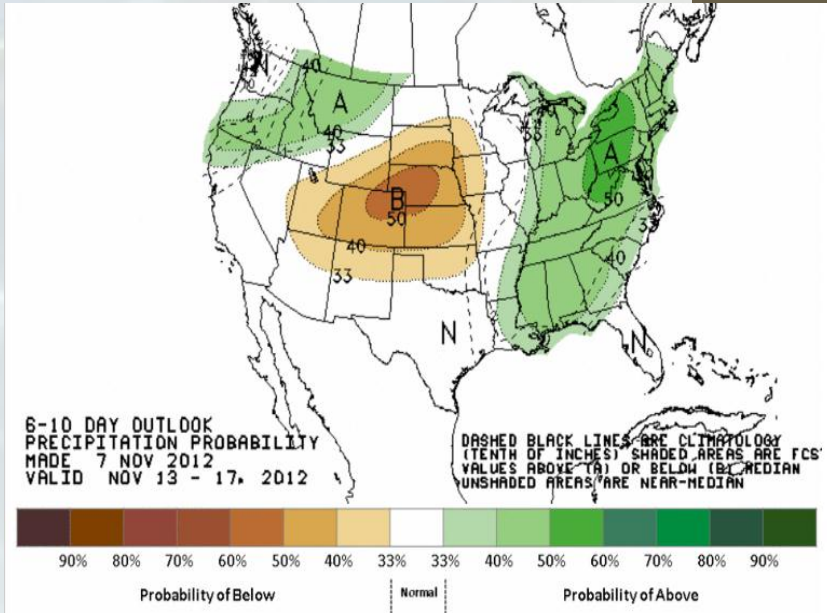 N
40
A
40
33
33
A
B
50
50
40
33
40
33
N
N
6-10 DAY OUTLOOK
PRECIPITATION PROBABILITY
MADE 7 NOV 2012
VALID NOV 13 - 17, 2012
DASHED BLACK LINES ARE CLIMATOLOGY
(TENTH OF INCHES) SHADED AREAS ARE FCST
VALUES ABOVE (A) OR BELOW (B) MEDIAN
UNSHADED AREAS ARE NEAR-MEDIAN
90% 80% 70% 60% 50% 40% 33% 33% 40% 50% 60% 70% 80% 90%
Probability of Below Normal Probability of Above